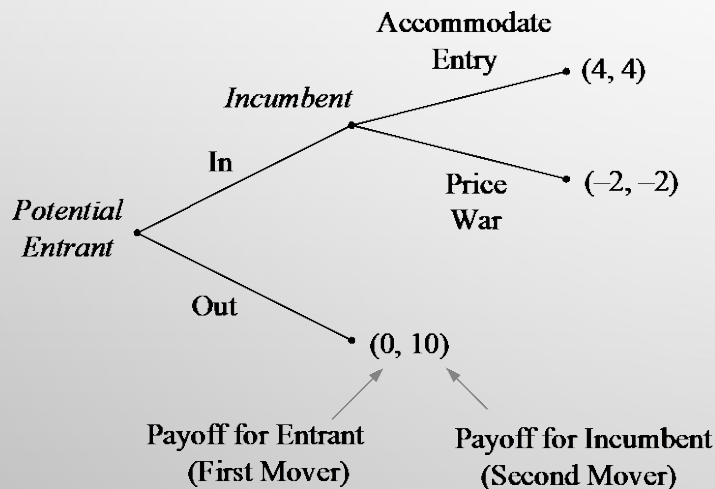 Accommodate
Entry
(4, 4)
Incumbent
In
Price
War
(–2, –2)
Potential
Entrant
Out
(0, 10)
Payoff for Entrant
(First Mover)
Payoff for Incumbent
(Second Mover)